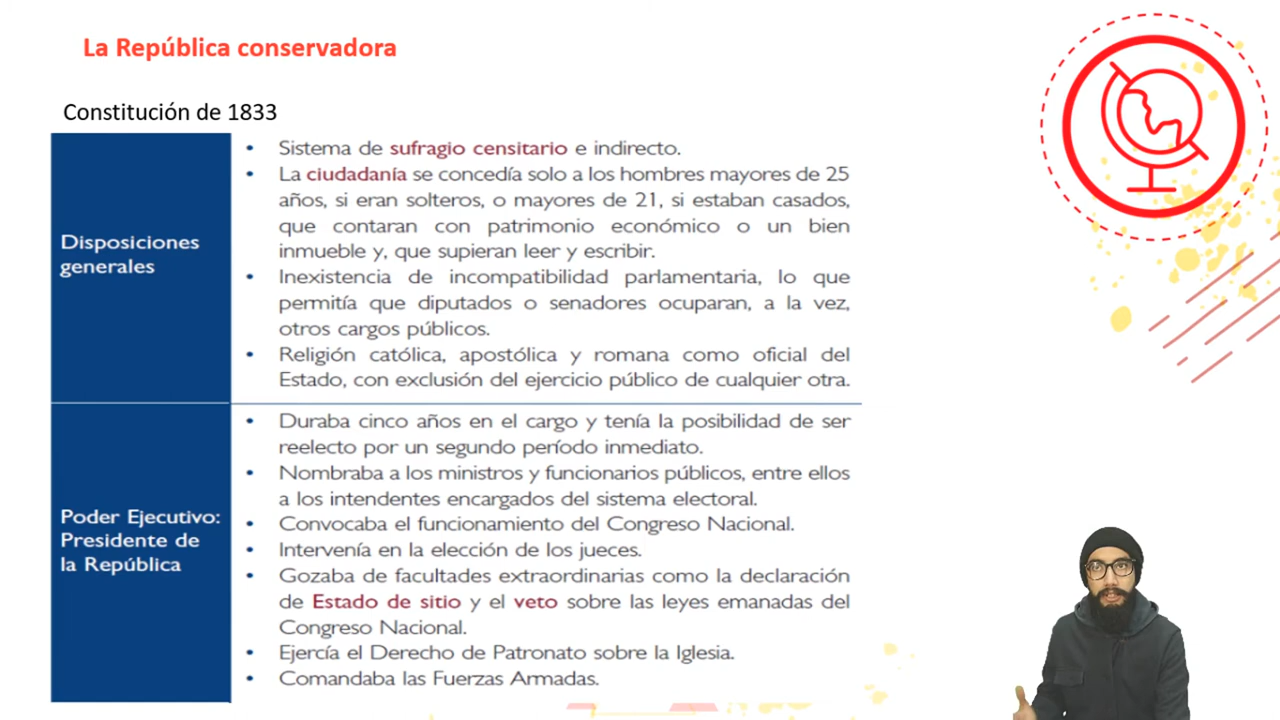 La República conservadora
Constitución de 1833
Disposiciones
generales
• Sistema de sufragio censitario e indirecto.
• La ciudadanía se concedía solo a los hombres mayores de 25
años, si eran solteros, o mayores de 21, si estaban casados,
que contaran con patrimonio económico o un bien
inmueble y, que supieran leer y escribir.
• Inexistencia de incompatibilidad parlamentaria, lo que
permitía que diputados o senadores ocuparan, a la vez,
otros cargos públicos.
• Religión católica, apostólica y romana como oficial del
Estado, con exclusión del ejercicio público de cualquier otra.
Poder Ejecutivo:
Presidente de
la República
• Duraba cinco años en el cargo y tenía la posibilidad de ser
reelecto por un segundo período inmediato.
• Nombraba a los ministros y funcionarios públicos, entre ellos
a los intendentes encargados del sistema electoral.
• Convocaba el funcionamiento del Congreso Nacional.
• Intervenía en la elección de los jueces.
• Gozaba de facultades extraordinarias como la declaración
de Estado de sitio y el veto sobre las leyes emanadas del
Congreso Nacional.
• Ejercía el Derecho de Patronato sobre la Iglesia.
• Comandaba las Fuerzas Armadas.